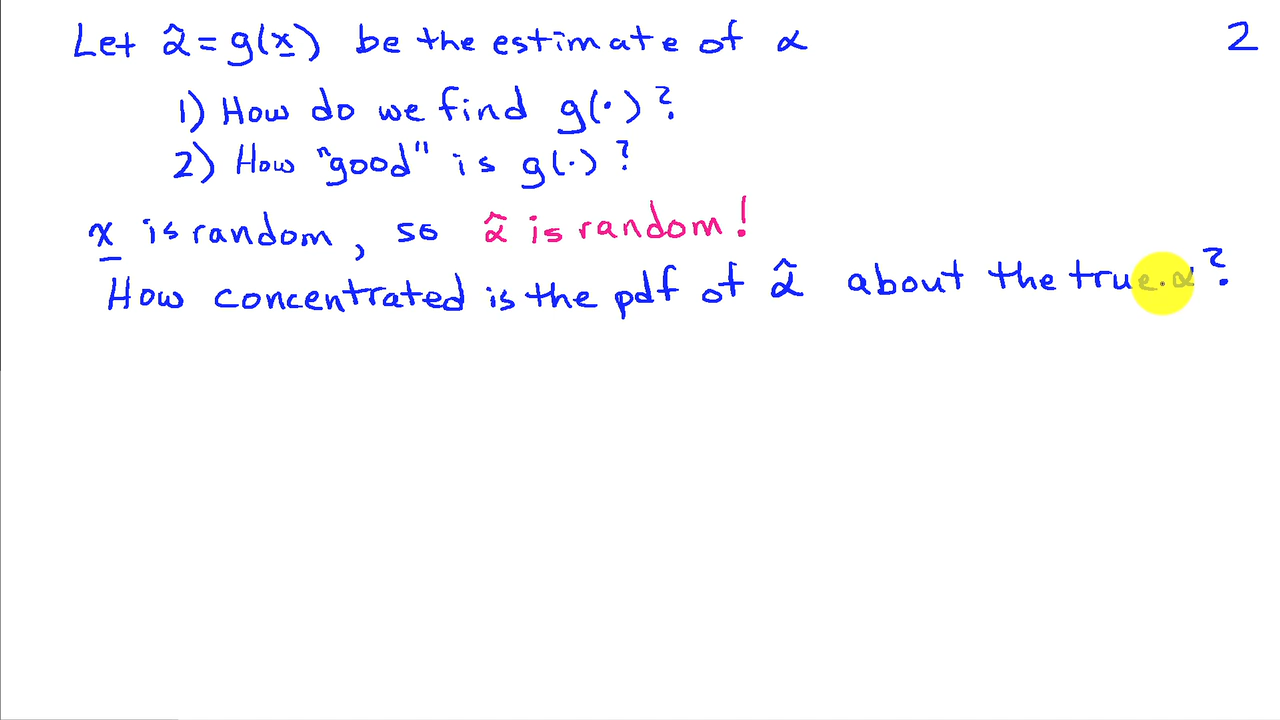 Let α̂ = g(x) be the estimate of α 2
1) How do we find g(·)?
2) How "good" is g(·)?
x is random, so α̂ is random!
How concentrated is the pdf of α̂ about the true α?